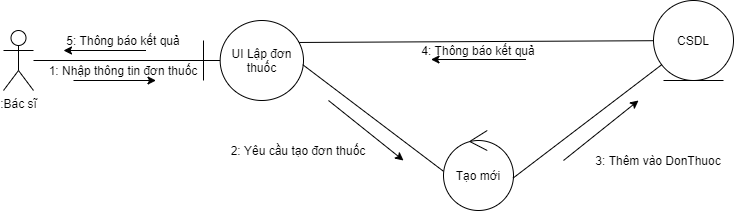 5: Thông báo kết quả
UI Lập đơn
thuốc
4: Thông báo kết quả
CSDL
1: Nhập thông tin đơn thuốc
:Bác sĩ
2: Yêu cầu tạo đơn thuốc
Tạo mới
3: Thêm vào DonThuoc